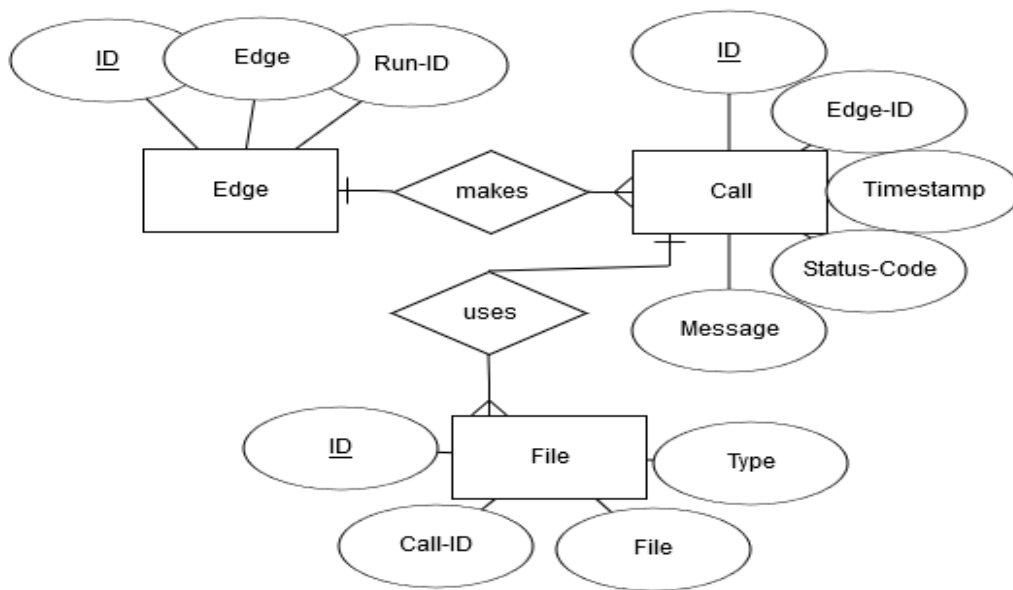 ID
Edge
Run-ID
ID
Edge-ID
Edge
makes
Call
Timestamp
Status-Code
uses
Message
ID
File
Type
Call-ID
File